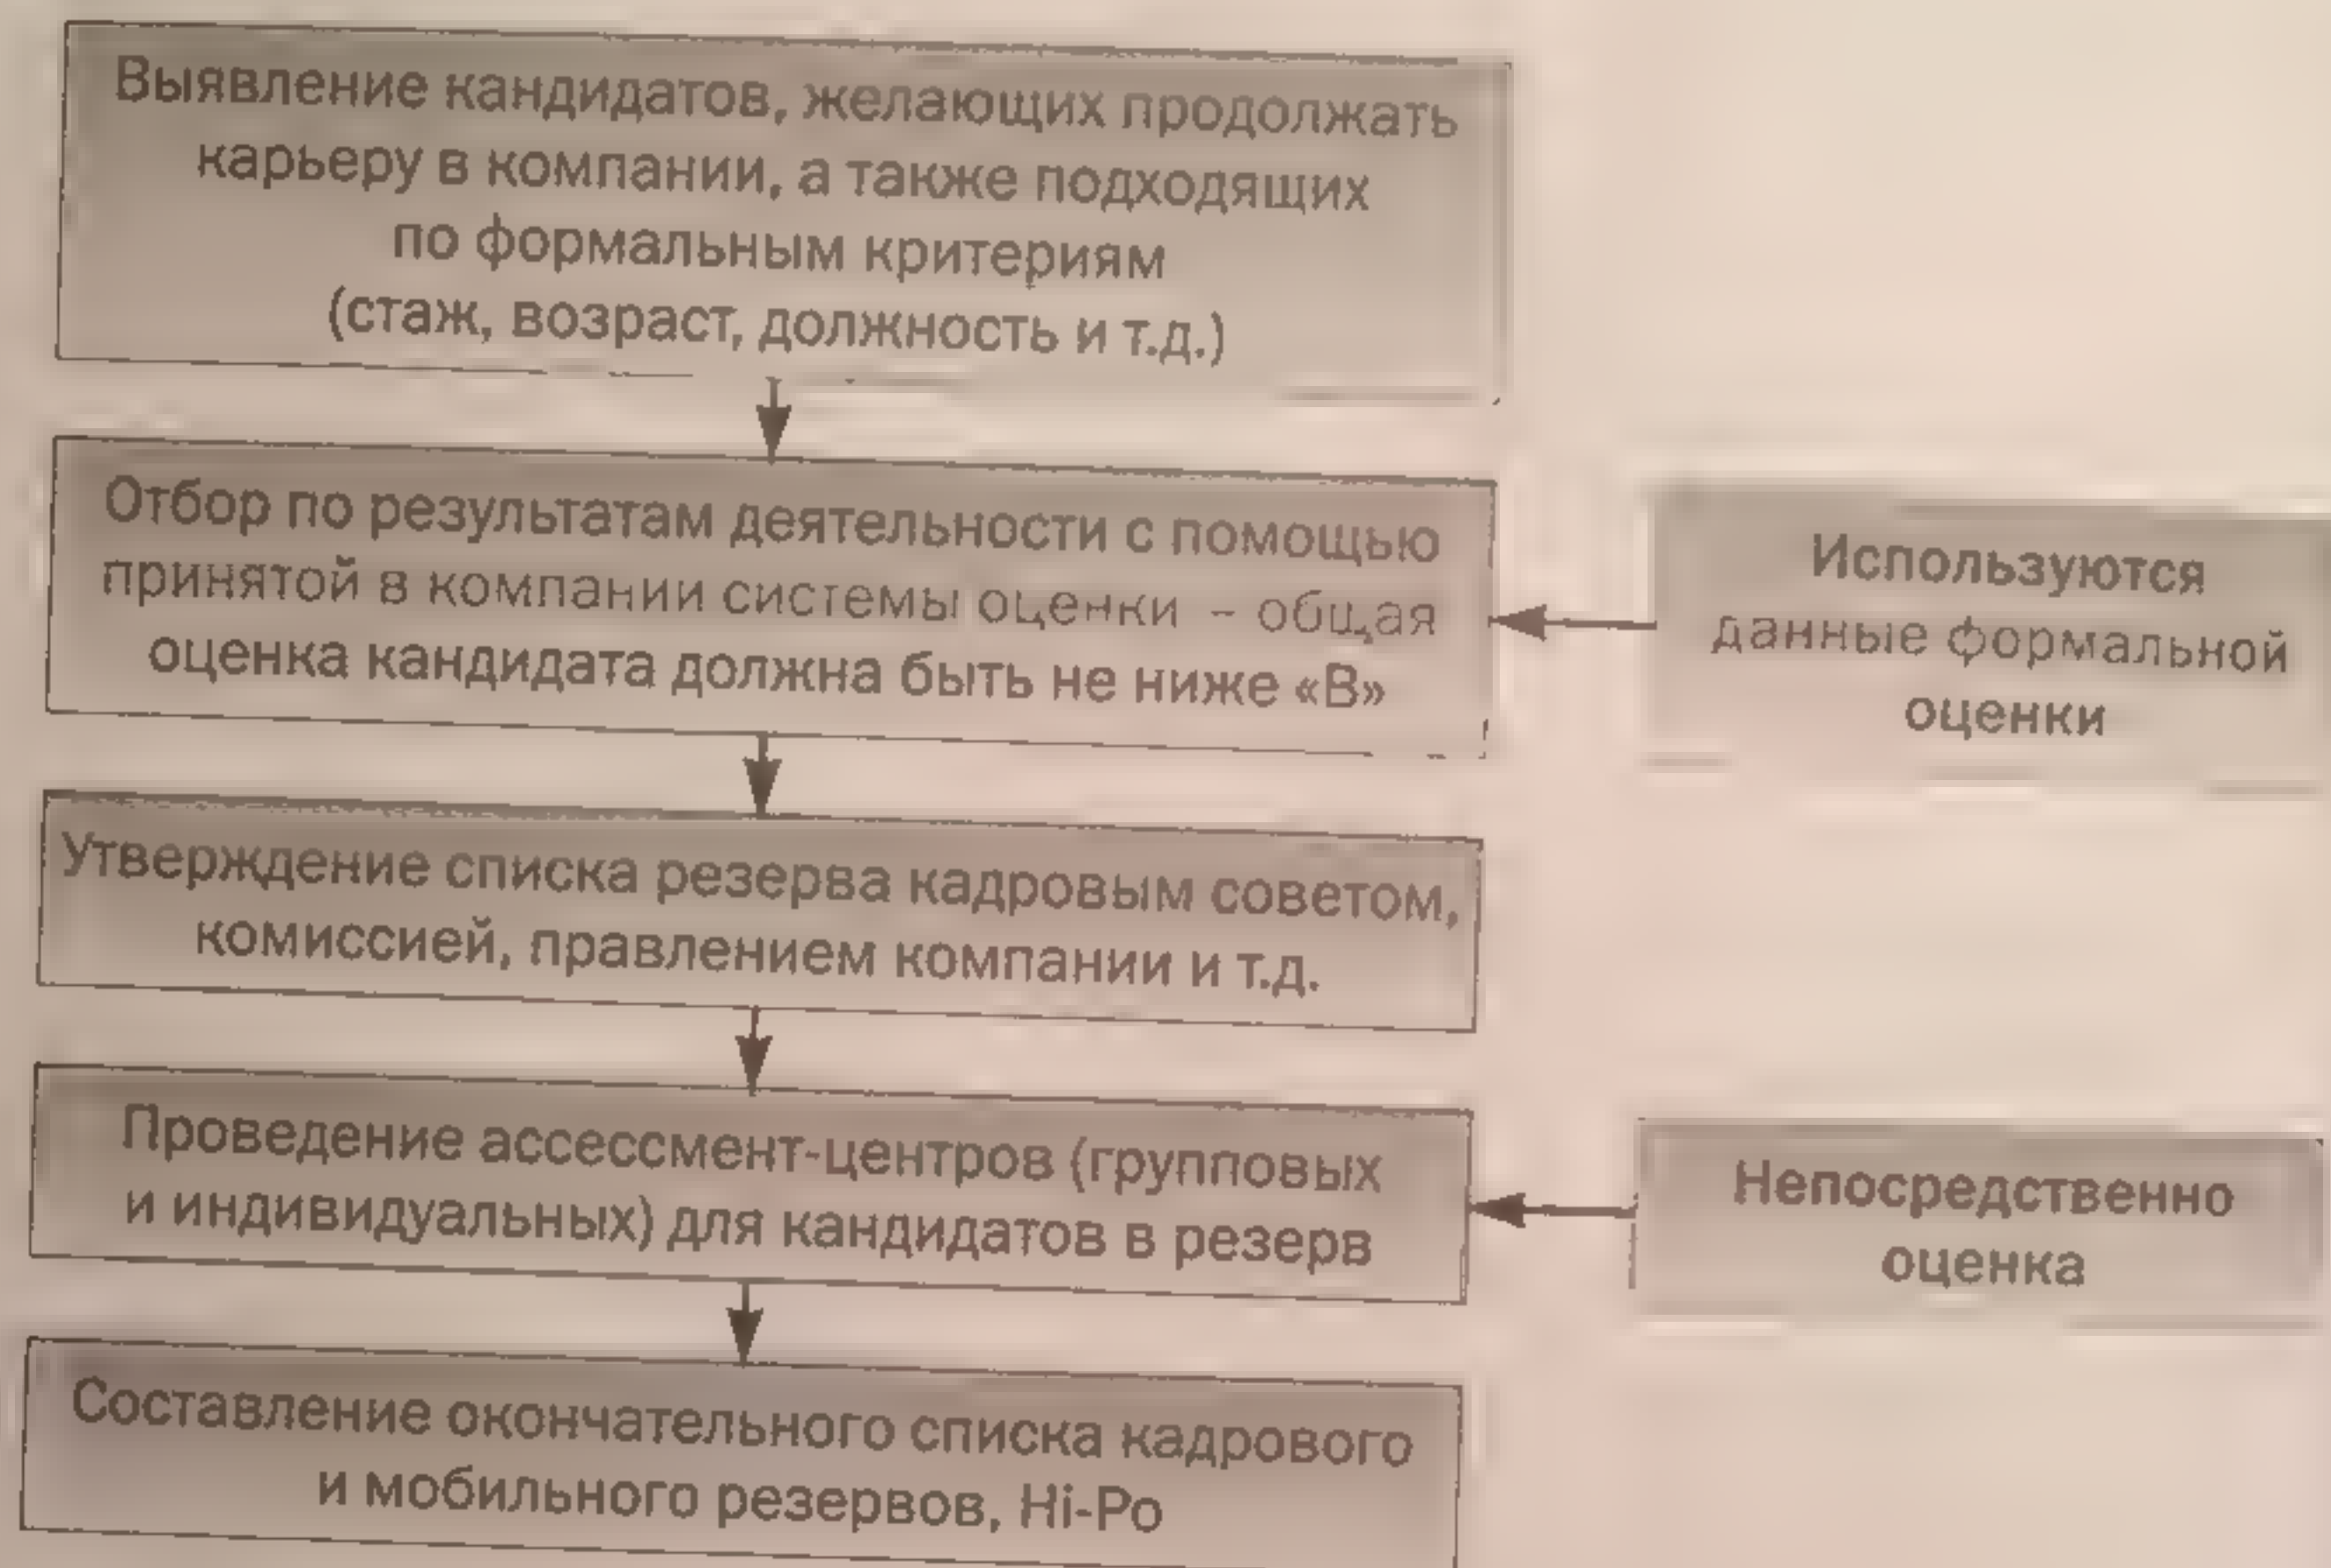 Выявление кандидатов, желающих продолжать
карьеру в компании, а также подходящих
по формальным критериям
(стаж, возраст, должность и т.д.)
Отбор по результатам деятельности с помощью
принятой в компании системы оценки – общая
оценка кандидата должна быть не ниже «В»
Используются
данные формальной
оценки
Утверждение списка резерва кадровым советом,
комиссией, правлением компании и т.д.
Проведение ассессмент-центров (групповых
и индивидуальных) для кандидатов в резерв
Непосредственно
оценка
Составление окончательного списка кадрового
и мобильного резервов, Hi-Po